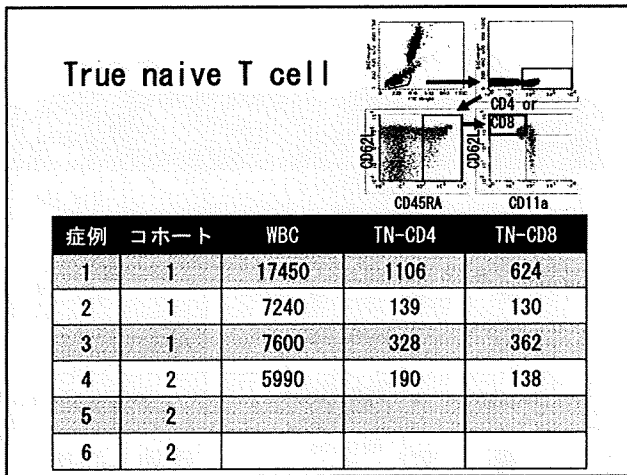 True naive T cell
CD4 or
CD8
CD62L
CD62L
CD45RA
CD11a
症例 コホート WBC TN-CD4 TN-CD8
1 1 17450 1106 624
2 1 7240 139 130
3 1 7600 328 362
4 2 5990 190 138
5 2
6 2